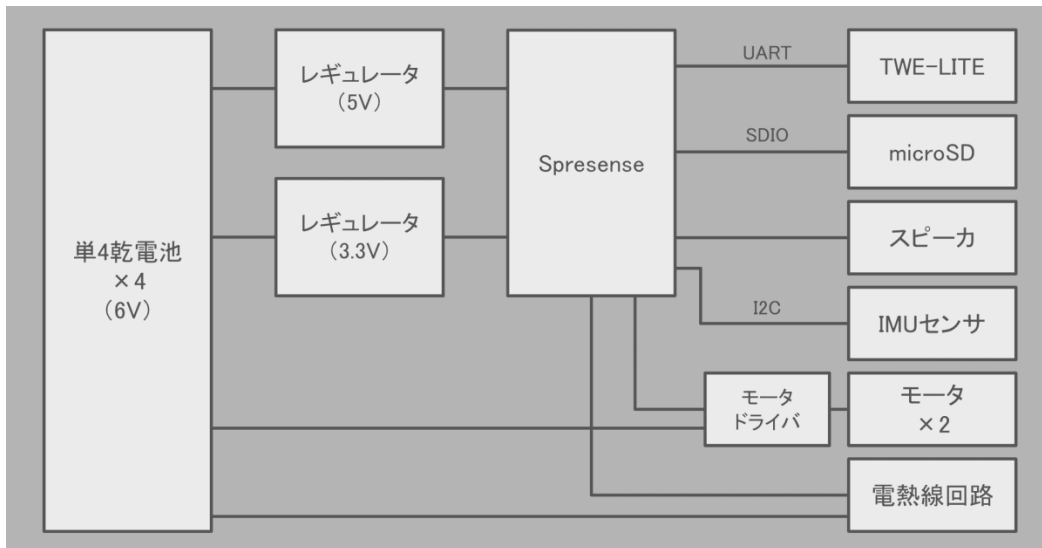 単4乾電池
×4
(6V)
レギュレータ
(5V)
レギュレータ
(3.3V)
Spresense
UART
TWE-LITE
SDIO
microSD
スピーカ
I2C
IMUセンサ
モータ
ドライバ
モータ
×2
電熱線回路